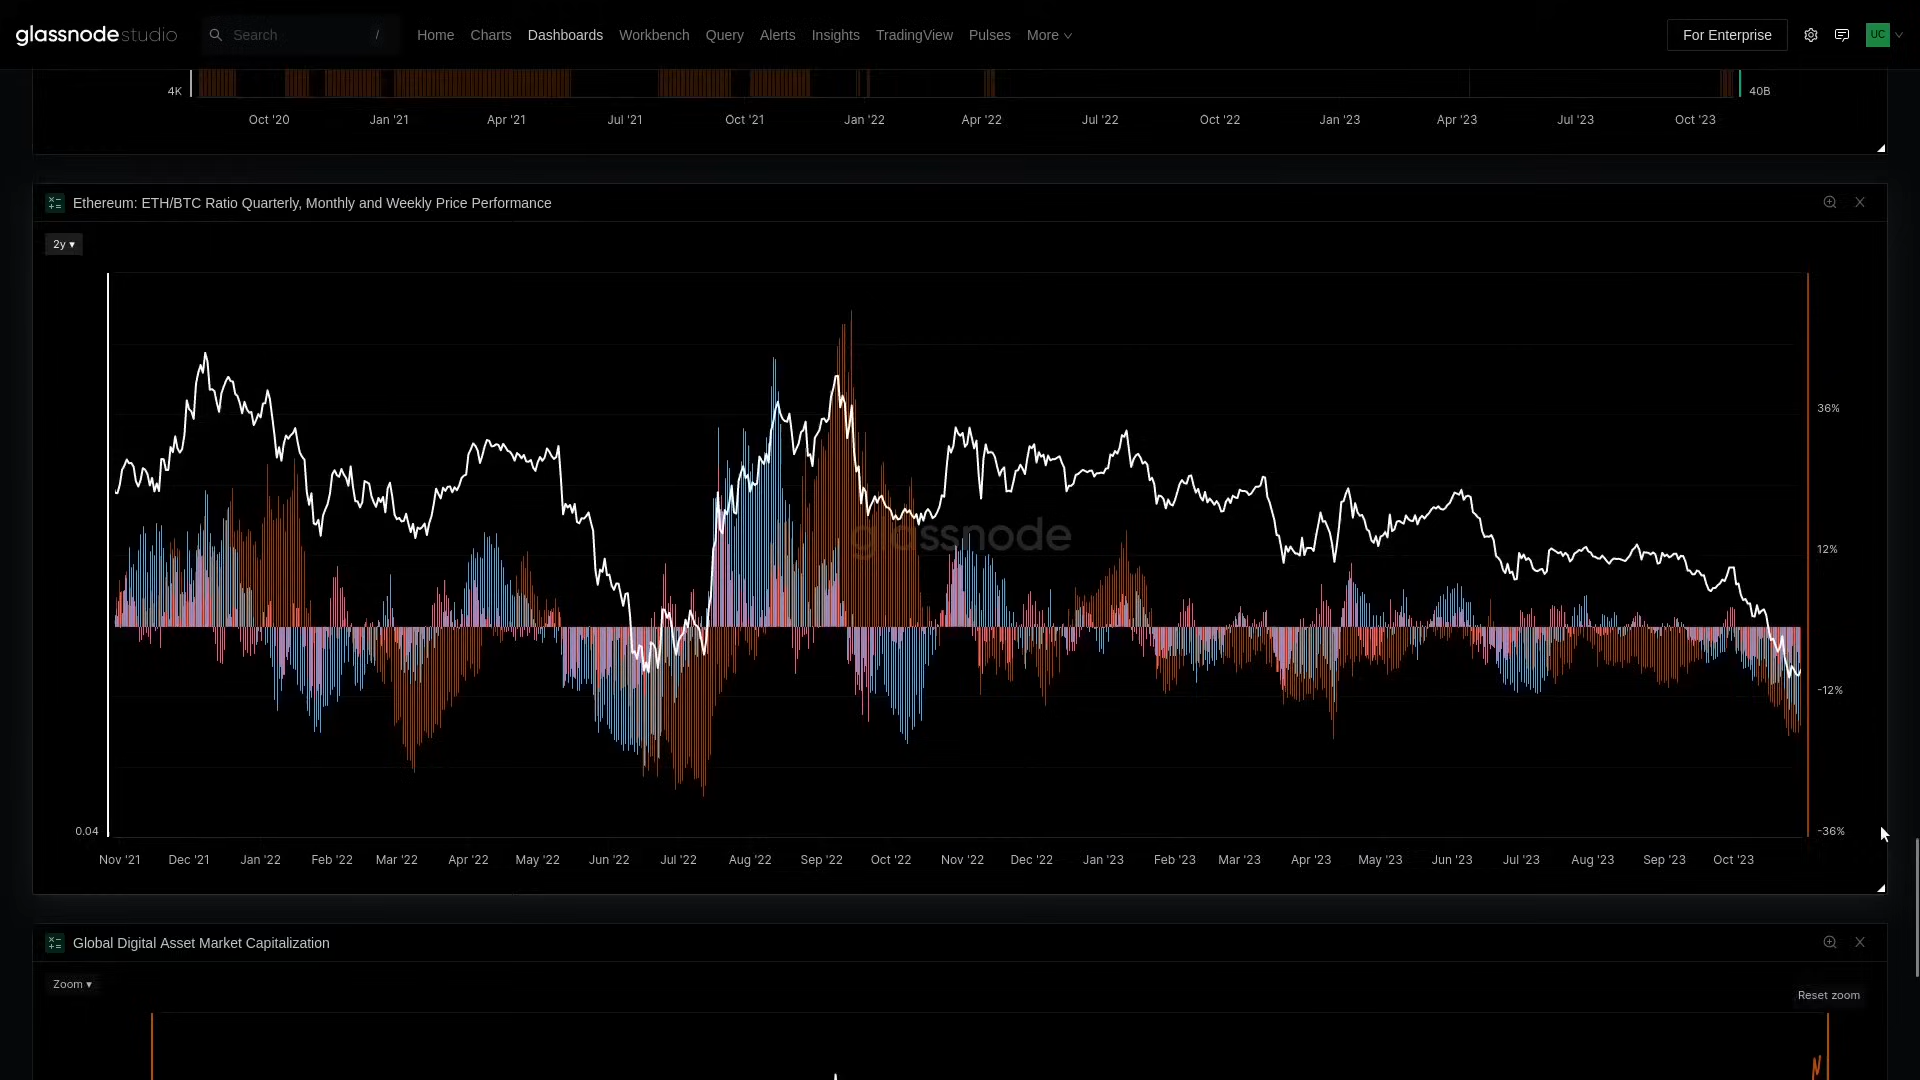 glassnodestudio Search / Home Charts Dashboards Workbench Query Alerts Insights TradingView Pulses More For Enterprise UC
4K 40B
Oct '20 Jan '21 Apr '21 Jul '21 Oct '21 Jan '22 Apr '22 Jul '22 Oct '22 Jan '23 Apr '23 Jul '23 Oct '23
Ethereum: ETH/BTC Ratio Quarterly, Monthly and Weekly Price Performance
2y ▾
36%
glassnode
12%
-12%
0.04 -36%
Nov '21 Dec '21 Jan '22 Feb '22 Mar '22 Apr '22 May '22 Jun '22 Jul '22 Aug '22 Sep '22 Oct '22 Nov '22 Dec '22 Jan '23 Feb '23 Mar '23 Apr '23 May '23 Jun '23 Jul '23 Aug '23 Sep '23 Oct '23
Global Digital Asset Market Capitalization
Zoom ▾
Reset zoom